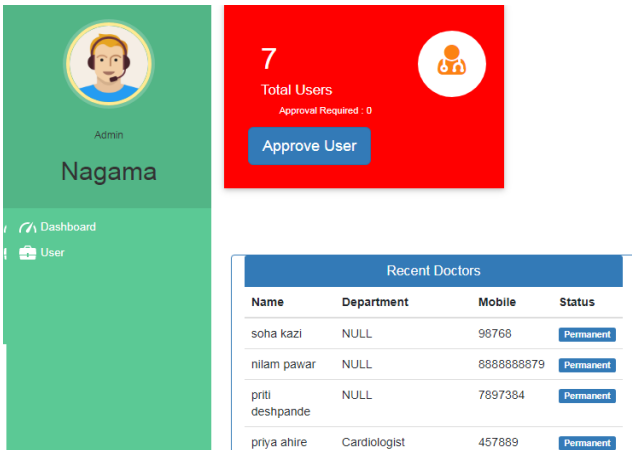 Admin
Nagama
Dashboard
User
7
Total Users
Approval Required : 0
Approve User
Recent Doctors
Name Department Mobile Status
soha kazi NULL 98768 Permanent
nilam pawar NULL 8888888879 Permanent
priti NULL 7897384 Permanent
deshpande
priya ahire Cardiologist 457889 Permanent